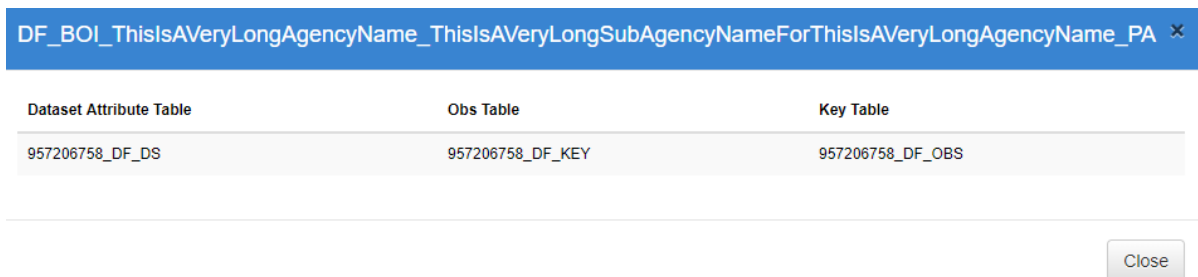 DF_BOI_ThisIsAVeryLongAgencyName_ThisIsAVeryLongSubAgencyNameForThisIsAVeryLongAgencyName_PA ×
Dataset Attribute Table Obs Table Key Table
957206758_DF_DS 957206758_DF_KEY 957206758_DF_OBS
Close